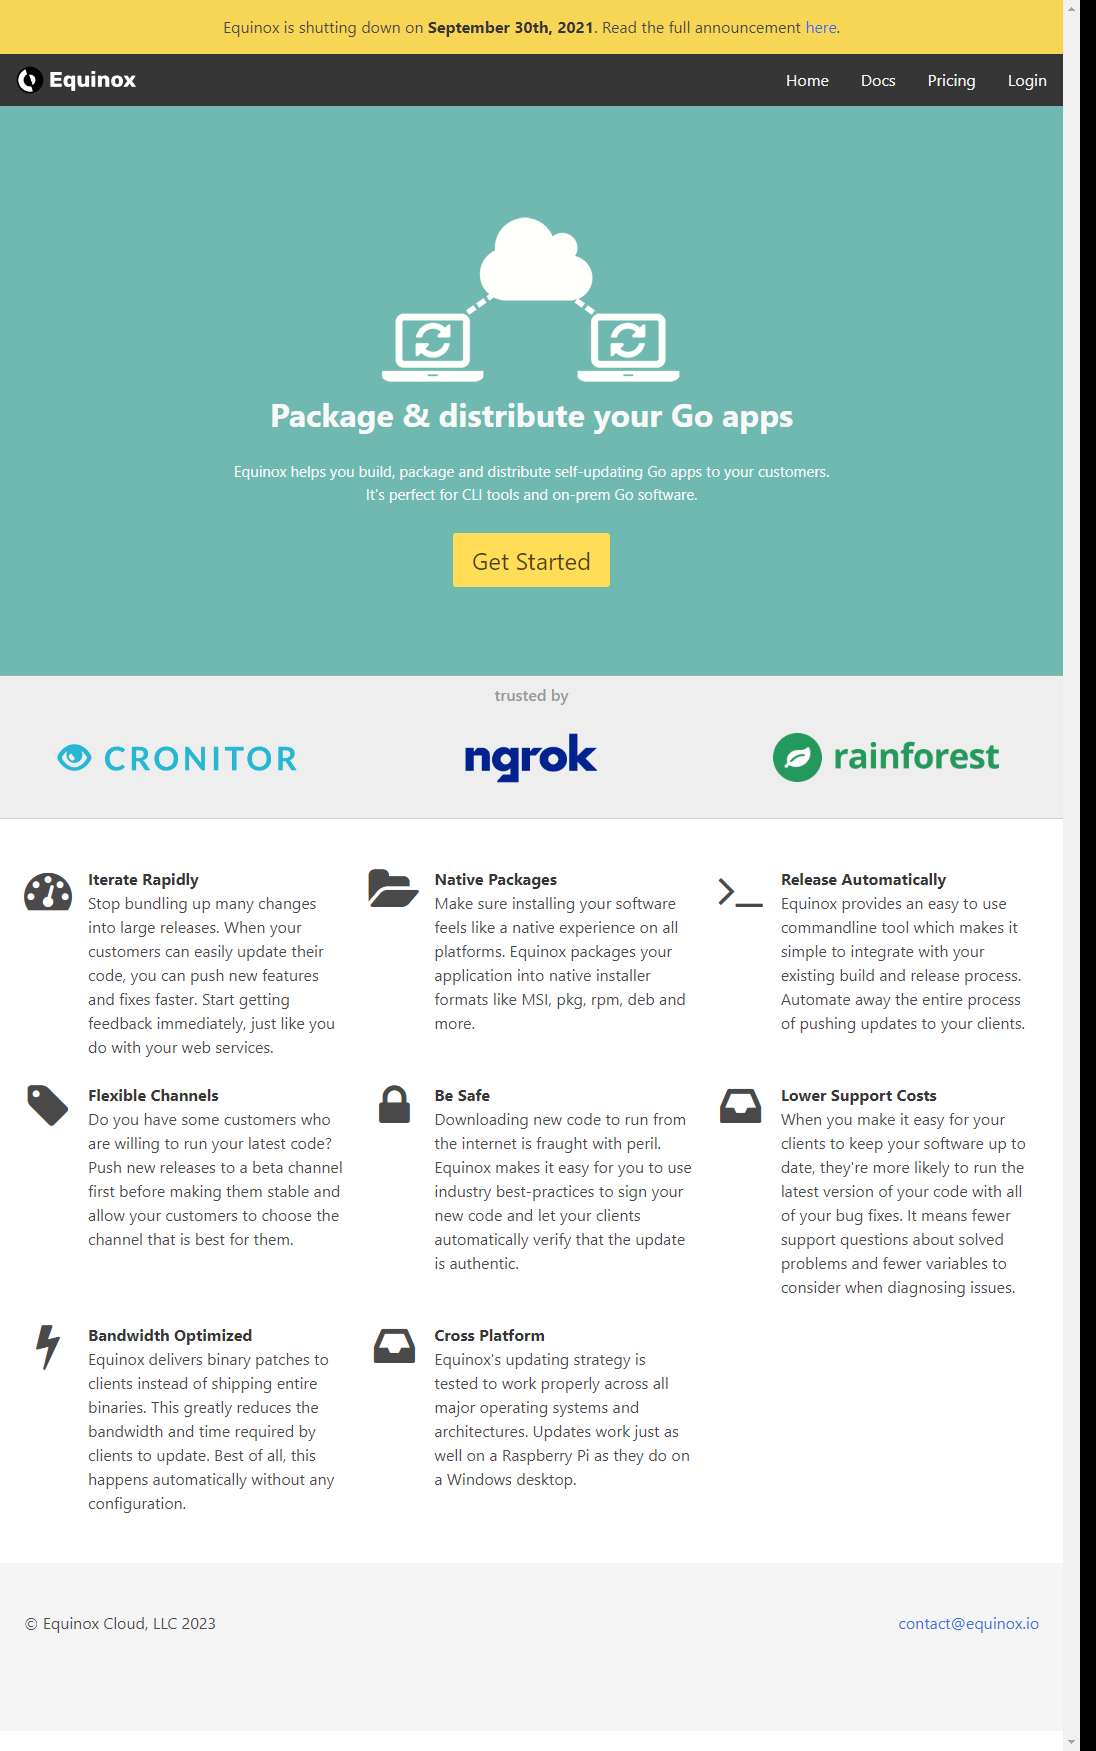 Equinox is shutting down on September 30th, 2021. Read the full announcement here.
Equinox
Home Docs Pricing Login
Package & distribute your Go apps
Equinox helps you build, package and distribute self-updating Go apps to your customers.
It's perfect for CLI tools and on-prem Go software.
Get Started
trusted by
CRONITOR
ngrok
rainforest
Iterate Rapidly
Stop bundling up many changes
into large releases. When your
customers can easily update their
code, you can push new features
and fixes faster. Start getting
feedback immediately, just like you
do with your web services.
Native Packages
Make sure installing your software
feels like a native experience on all
platforms. Equinox packages your
application into native installer
formats like MSI, pkg, rpm, deb and
more.
Release Automatically
Equinox provides an easy to use
commandline tool which makes it
simple to integrate with your
existing build and release process.
Automate away the entire process
of pushing updates to your clients.
Flexible Channels
Do you have some customers who
are willing to run your latest code?
Push new releases to a beta channel
first before making them stable and
allow your customers to choose the
channel that is best for them.
Be Safe
Downloading new code to run from
the internet is fraught with peril.
Equinox makes it easy for you to use
industry best-practices to sign your
new code and let your clients
automatically verify that the update
is authentic.
Lower Support Costs
When you make it easy for your
clients to keep your software up to
date, they're more likely to run the
latest version of your code with all
of your bug fixes. It means fewer
support questions about solved
problems and fewer variables to
consider when diagnosing issues.
Bandwidth Optimized
Equinox delivers binary patches to
clients instead of shipping entire
binaries. This greatly reduces the
bandwidth and time required by
clients to update. Best of all, this
happens automatically without any
configuration.
Cross Platform
Equinox's updating strategy is
tested to work properly across all
major operating systems and
architectures. Updates work just as
well on a Raspberry Pi as they do on
a Windows desktop.
© Equinox Cloud, LLC 2023
contact@equinox.io